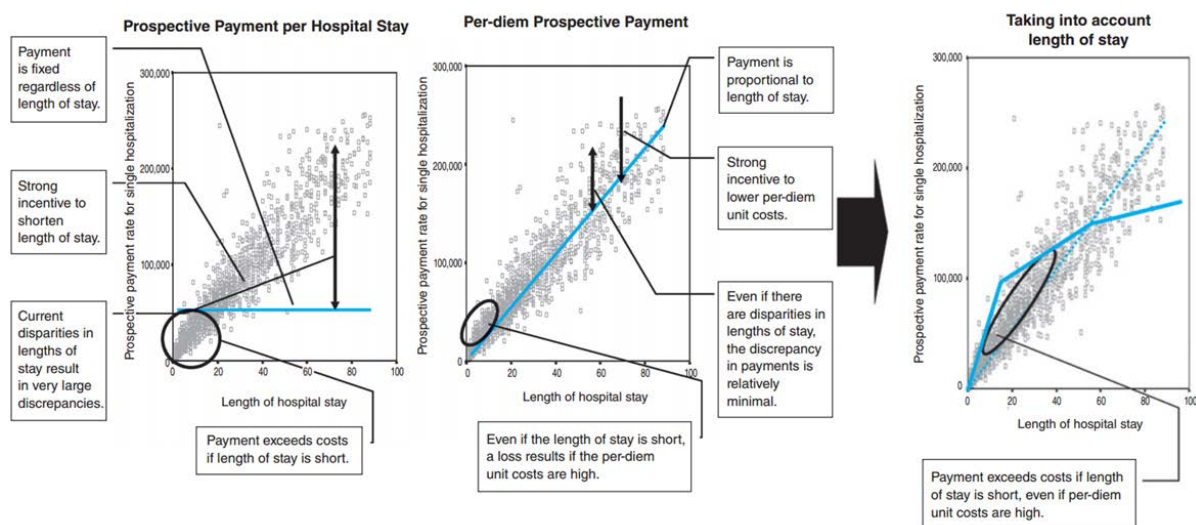 Prospective Payment per Hospital Stay
Payment
is fixed
regardless of
length of stay.
Strong
incentive to
shorten
length of stay.
Current
disparities in
lengths of
stay result
in very large
discrepancies.
Prospective payment rate for single hospitalization
300,000
200,000
100,000
0
0 20 40 60 80 100
Length of hospital stay
Payment exceeds costs
if length of stay is short.
Per-diem Prospective Payment
Prospective payment rate for single hospitalization
300,000
200,000
100,000
0
0 20 40 60 80 100
Length of hospital stay
Even if the length of stay is short,
a loss results if the per-diem
unit costs are high.
Payment is
proportional to
length of stay.
Strong
incentive to
lower per-diem
unit costs.
Even if there
are disparities in
lengths of stay,
the discrepancy
in payments is
relatively
minimal.
Taking into account
length of stay
Prospective payment rate for single hospitalization
300,000
200,000
100,000
0
0 20 40 60 80 100
Length of hospital stay
Payment exceeds costs if length
of stay is short, even if per-diem
unit costs are high.